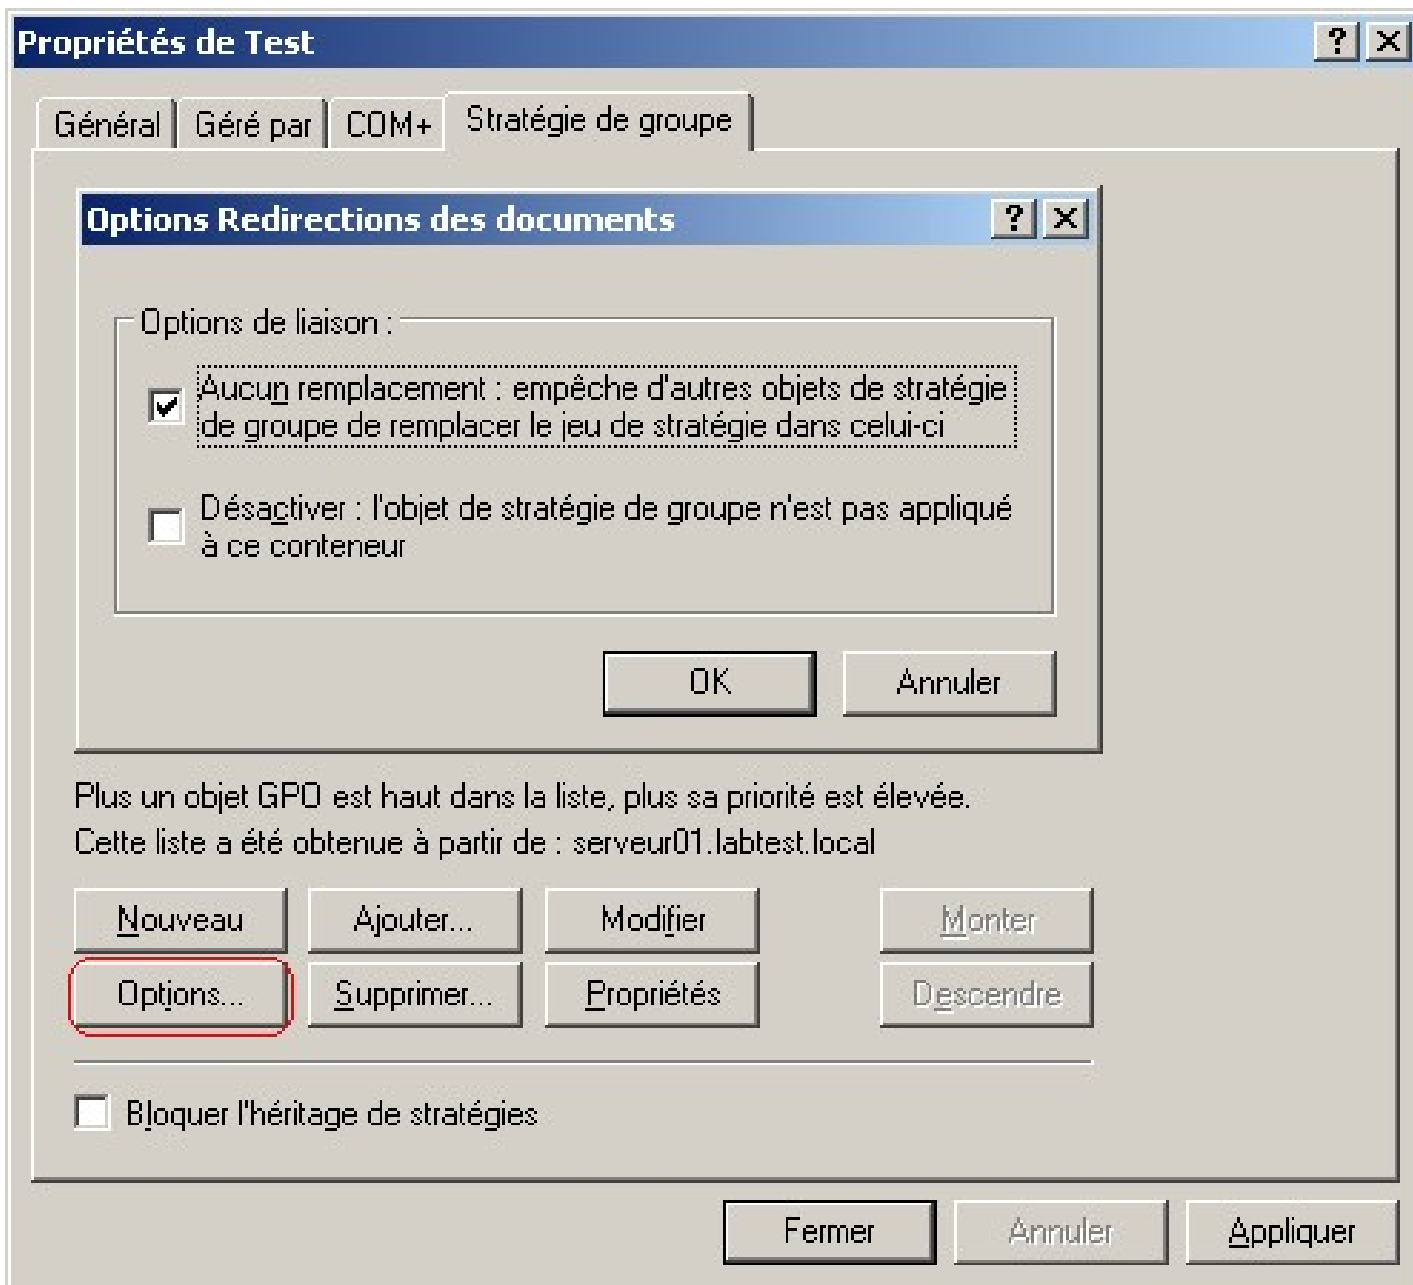 Propriétés de Test
Général
Géré par
COM+
Stratégie de groupe
Options Redirections des documents
Options de liaison :
Aucun remplacement : empêche d'autres objets de stratégie
de groupe de remplacer le jeu de stratégie dans celui-ci
Désactiver : l'objet de stratégie de groupe n'est pas appliqué
à ce conteneur
OK
Annuler
Plus un objet GPO est haut dans la liste, plus sa priorité est élevée.
Cette liste a été obtenue à partir de : serveur01.labtest.local
Nouveau
Ajouter...
Modifier
Monter
Options...
Supprimer...
Propriétés
Descendre
Bloquer l'héritage de stratégies
Fermer
Annuler
Appliquer